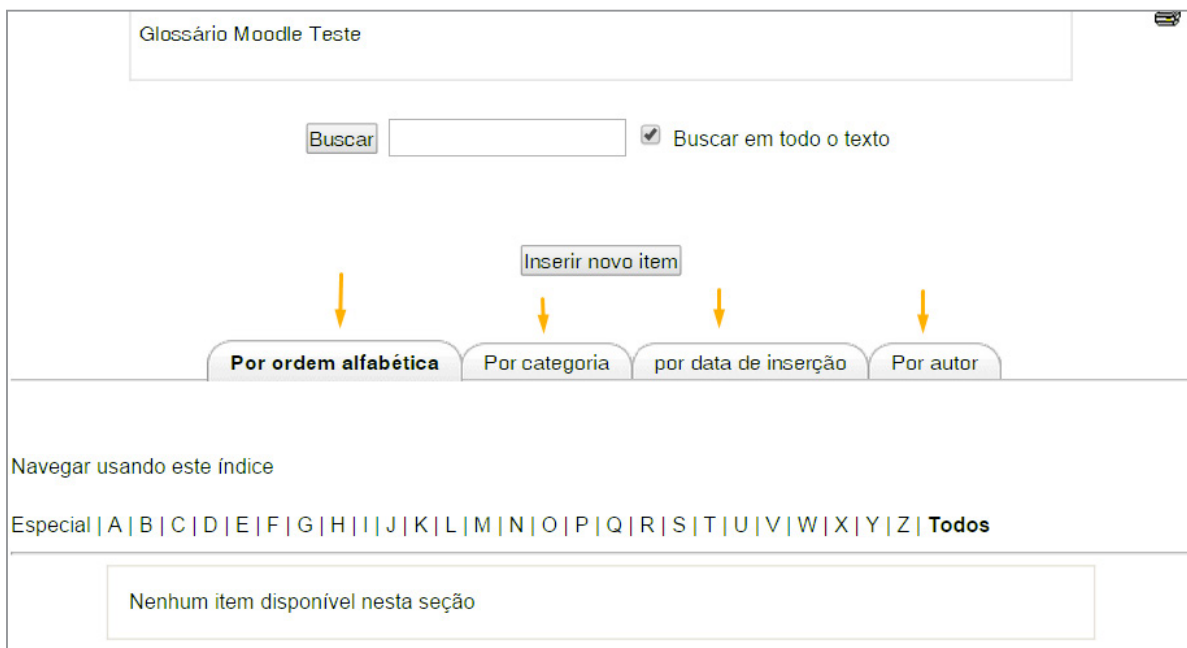 Glossário Moodle Teste
Buscar Buscar em todo o texto
Inserir novo item
Por ordem alfabética Por categoria por data de inserção Por autor
Navegar usando este índice
Especial | A | B | C | D | E | F | G | H | I | J | K | L | M | N | O | P | Q | R | S | T | U | V | W | X | Y | Z | Todos
Nenhum item disponível nesta seção